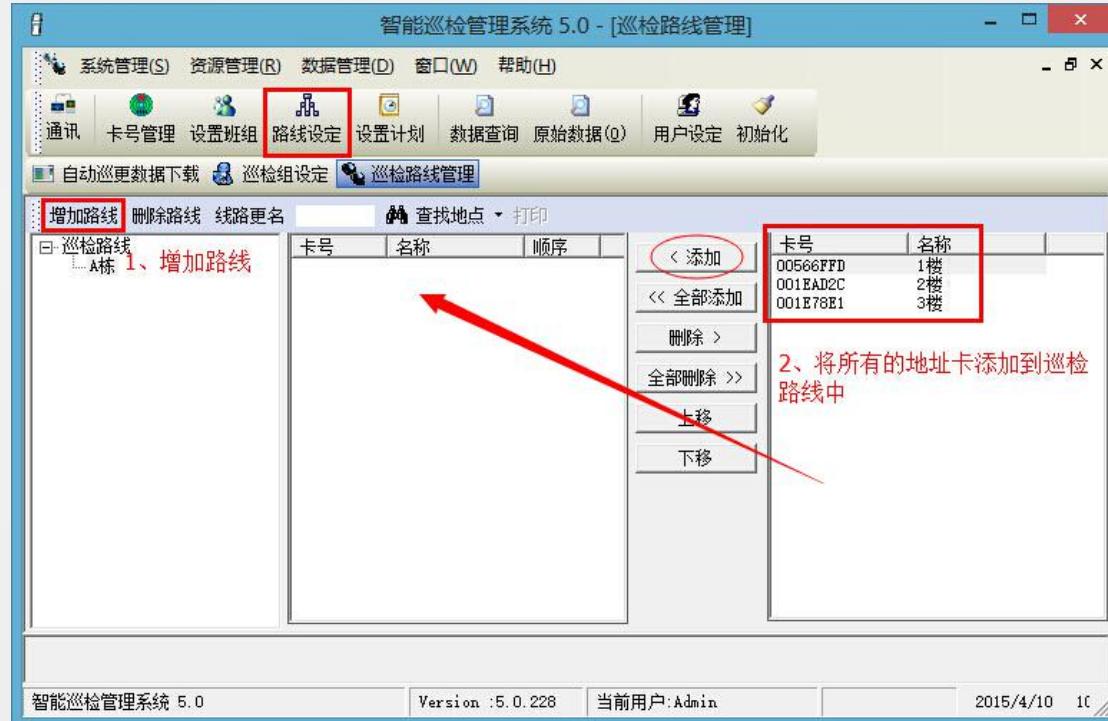 智能巡检管理系统 5.0 - [巡检路线管理]
系统管理(S) 资源管理(R) 数据管理(D) 窗口(W) 帮助(H)
通讯 卡号管理 设置班组 路线设定 设置计划 数据查询 原始数据(Q) 用户设定 初始化
自动巡更数据下载 巡检组设定 巡检路线管理
增加路线 删除路线 线路更名 查找地点 打印
巡检路线
A栋
1、增加路线
卡号 名称 顺序
< 添加
<< 全部添加
删除 >
全部删除 >>
上移
下移
卡号 名称
00566FFD 1楼
001EAD2C 2楼
001E78E1 3楼
2、将所有的地址卡添加到巡检
路线中
智能巡检管理系统 5.0 Version :5.0.228 当前用户:Admin 2015/4/10